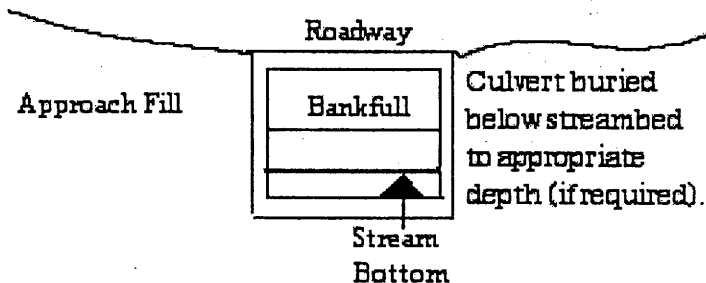 Roadway
Approach Fill
Bankfull
Culvert buried
below streambed
to appropriate
depth (if required).
Stream
Bottom